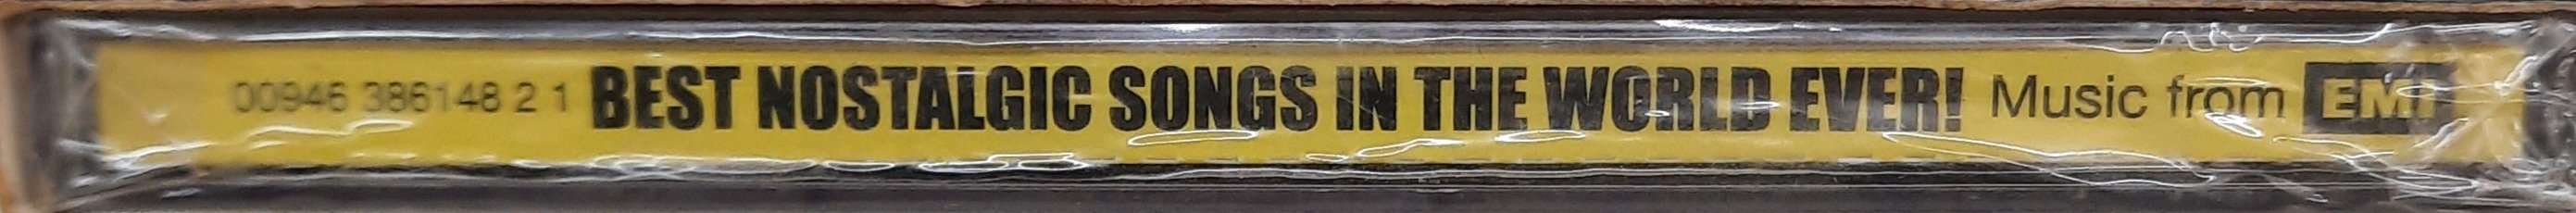 00946 386148 2 1 BEST NOSTALGIC SONGS IN THE WORLD EVER! Music from EMI